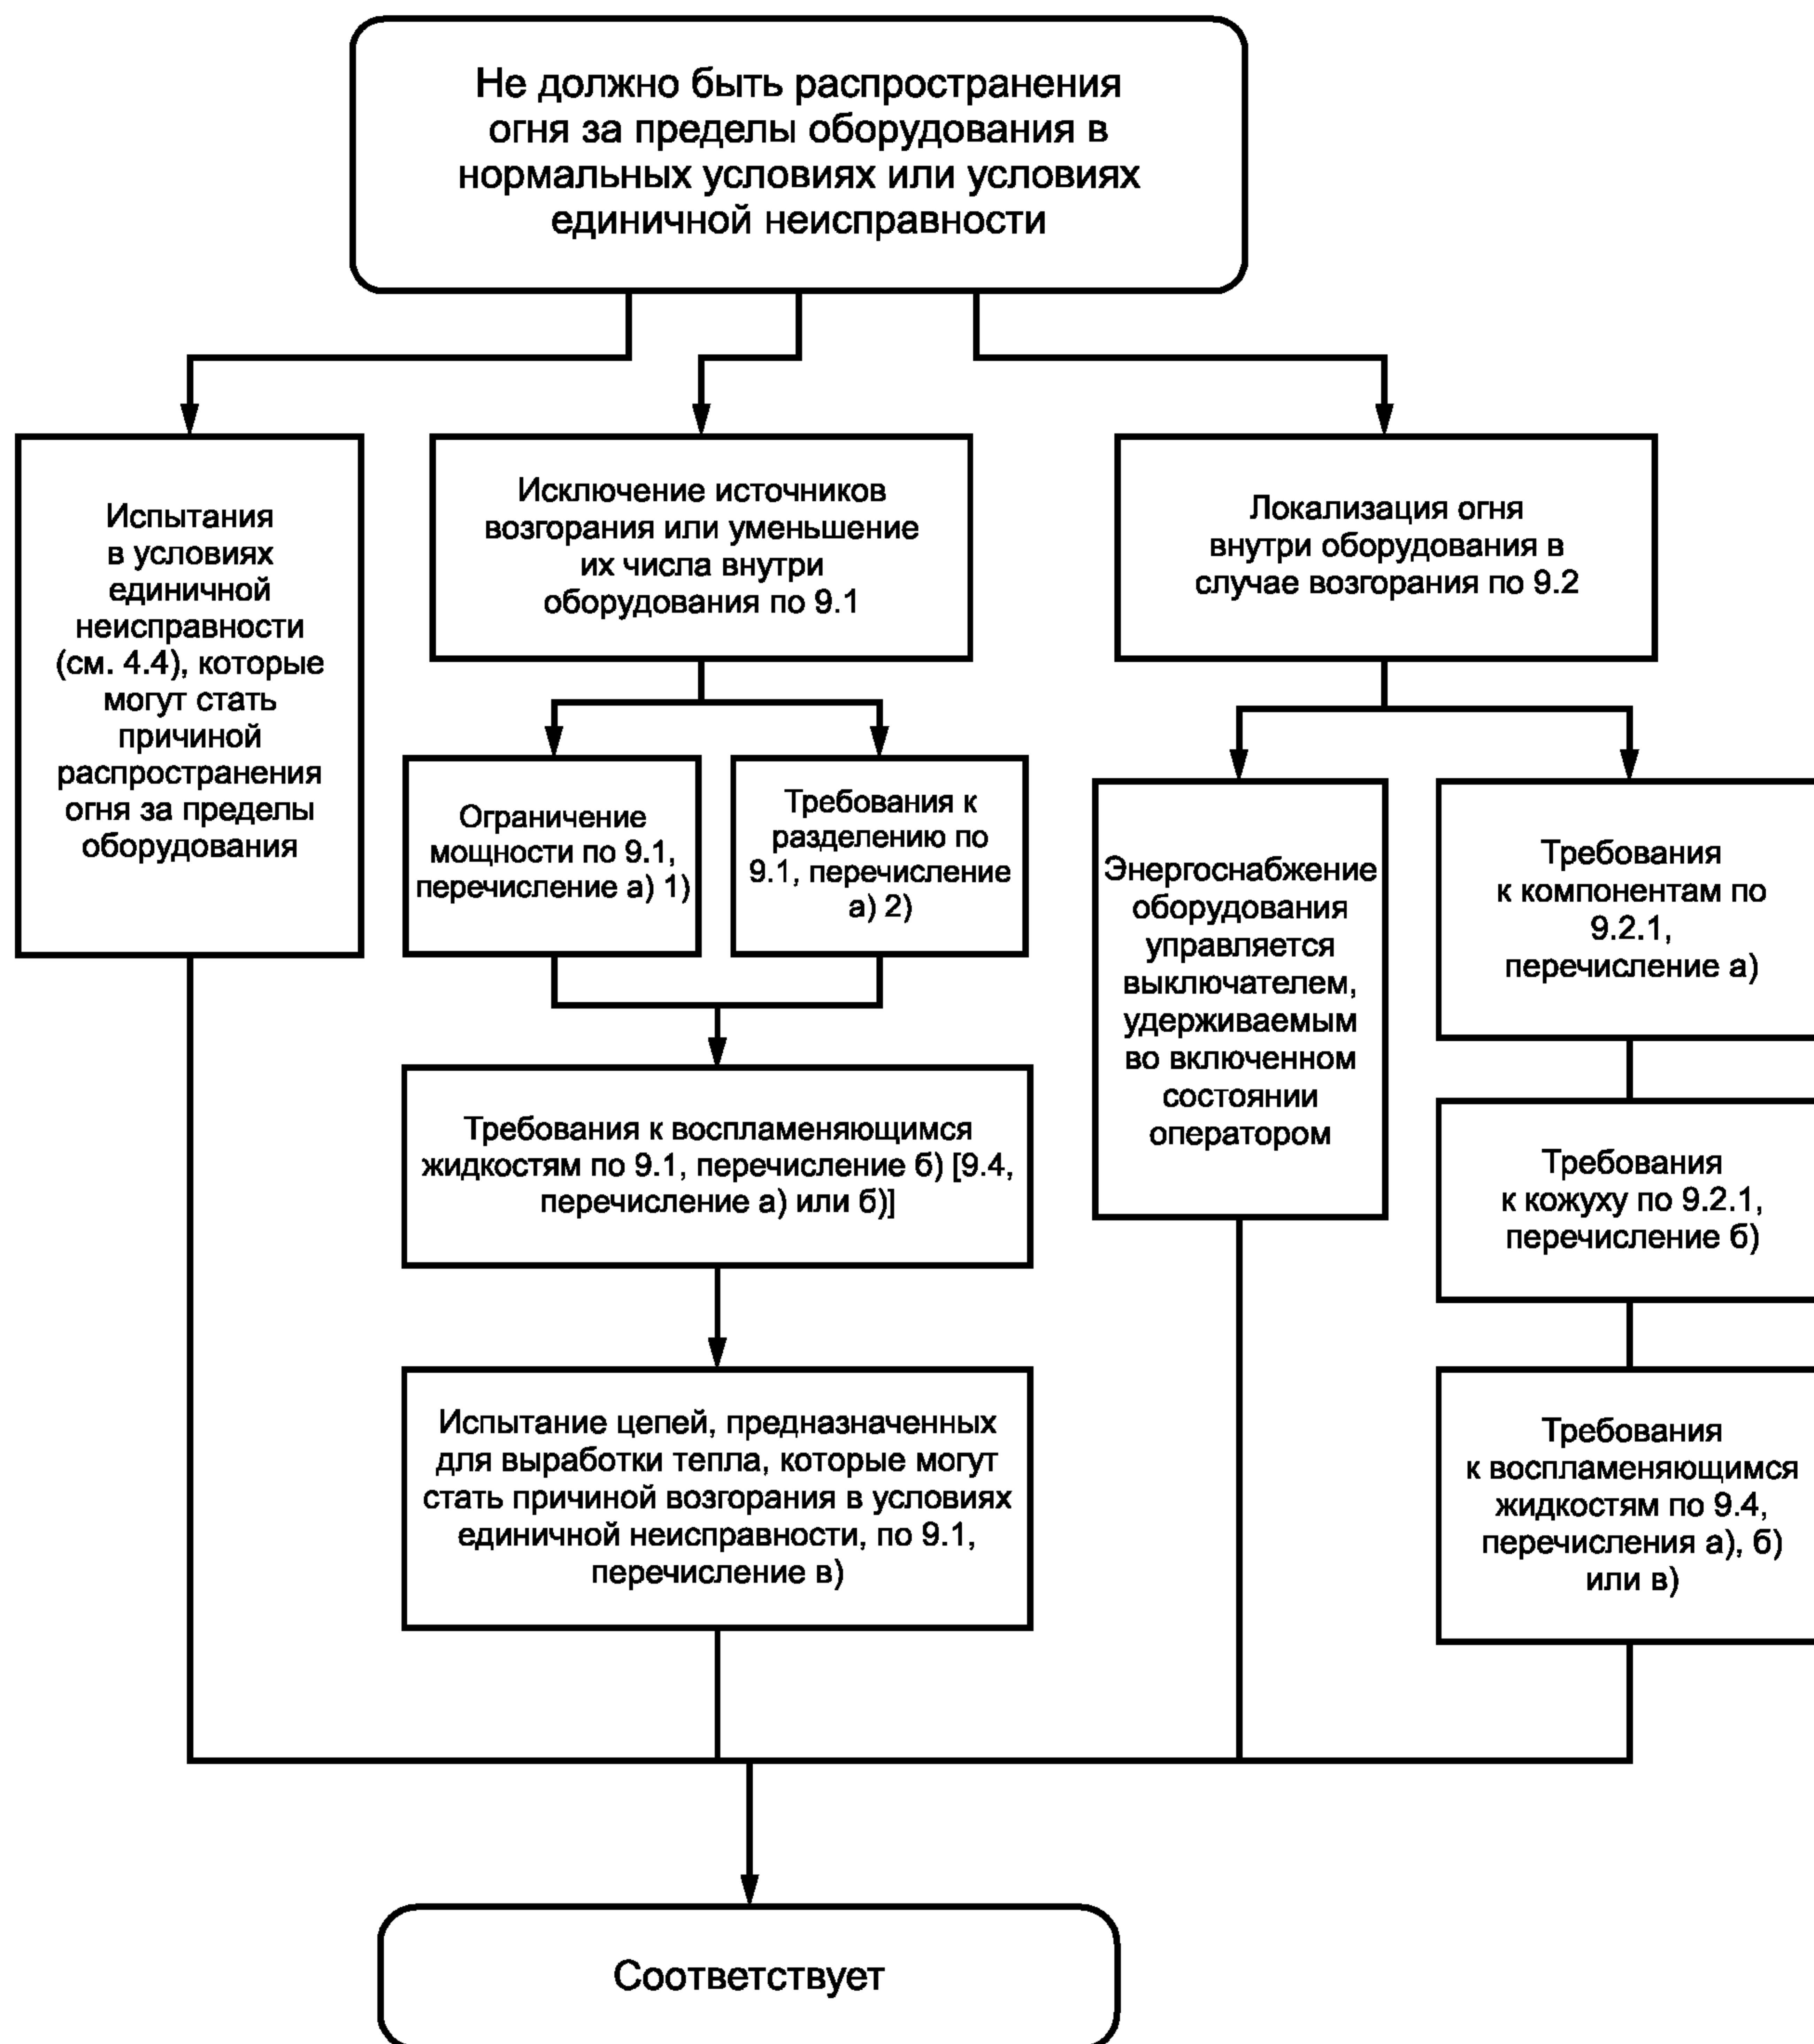 Не должно быть распространения
огня за пределы оборудования в
нормальных условиях или условиях
единичной неисправности
Испытания
в условиях
единичной
неисправности
(см. 4.4), которые
могут стать
причиной
распространения
огня за пределы
оборудования
Исключение источников
возгорания или уменьшение
их числа внутри
оборудования по 9.1
Локализация огня
внутри оборудования в
случае возгорания по 9.2
Ограничение
мощности по 9.1,
перечисление а) 1)
Требования к
разделению по
9.1, перечисление
а) 2)
Энергоснабжение
оборудования
управляется
выключателем,
удерживаемым
во включенном
состоянии
оператором
Требования
к компонентам по
9.2.1,
перечисление а)
Требования к воспламеняющимся
жидкостям по 9.1, перечисление б) [9.4,
перечисление а) или б)]
Требования
к кожуху по 9.2.1,
перечисление б)
Испытание цепей, предназначенных
для выработки тепла, которые могут
стать причиной возгорания в условиях
единичной неисправности, по 9.1,
перечисление в)
Требования
к воспламеняющимся
жидкостям по 9.4,
перечисления а), б)
или в)
Соответствует